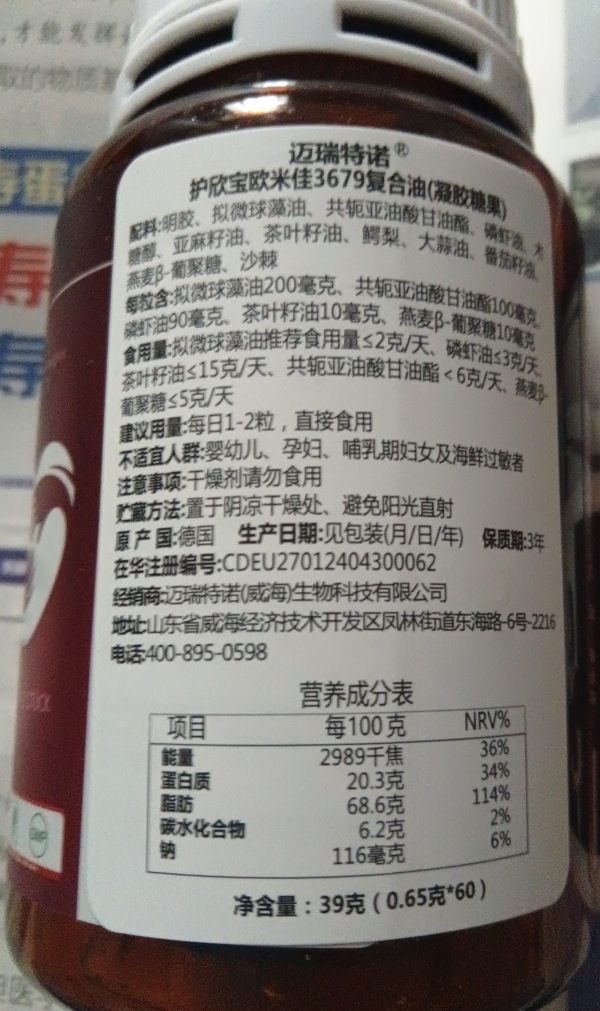 ,才能发挥
取的物质
迈瑞特诺®
护欣宝欧米佳3679复合油(凝胶糖果)
配料:明胶、拟微球藻油、共轭亚油酸甘油酯、磷虾油、木
糖醇、亚麻籽油、茶叶籽油、鳄梨、大蒜油、番茄籽油、
燕麦β-葡聚糖、沙棘
每粒含:拟微球藻油200毫克、共轭亚油酸甘油酯100毫克、
磷虾油90毫克、茶叶籽油10毫克、燕麦β-葡聚糖10毫克
食用量:拟微球藻油推荐食用量≤2克/天、磷虾油≤3克/天、
茶叶籽油≤15克/天、共轭亚油酸甘油酯<6克/天、燕麦β-
葡聚糖≤5克/天
建议用量:每日1-2粒，直接食用
不适宜人群:婴幼儿、孕妇、哺乳期妇女及海鲜过敏者
注意事项:干燥剂请勿食用
贮藏方法:置于阴凉干燥处、避免阳光直射
原 产 国:德国 生产日期:见包装(月/日/年) 保质期:3年
在华注册编号:CDEU27012404300062
经销商:迈瑞特诺(威海)生物科技有限公司
地址:山东省威海经济技术开发区凤林街道东海路-6号-2216
电话:400-895-0598
营养成分表
项目 每100克 NRV%
能量 2989千焦 36%
蛋白质 20.3克 34%
脂肪 68.6克 114%
碳水化合物 6.2克 2%
钠 116毫克 6%
净含量：39克（0.65克*60）
寿
寿
GMP